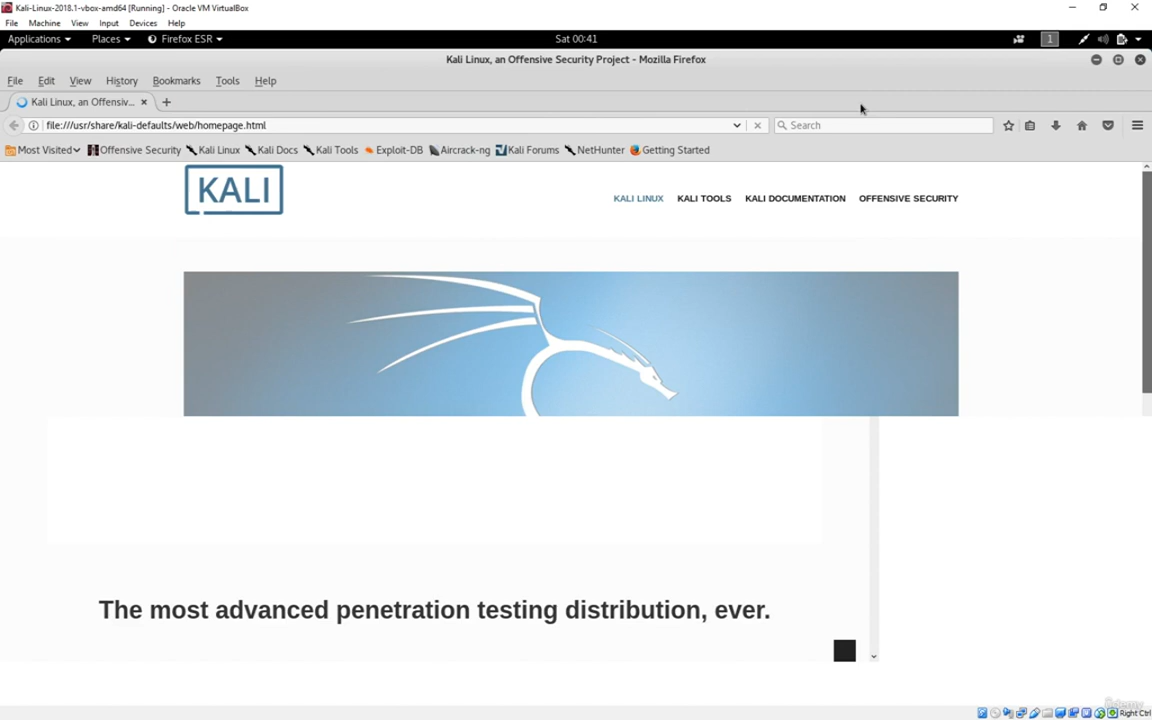 Kali-Linux-2018.1-vbox-amd64 [Running] - Oracle VM VirtualBox
File Machine View Input Devices Help
Applications Places Firefox ESR Sat 00:41 1
Kali Linux, an Offensive Security Project - Mozilla Firefox
File Edit View History Bookmarks Tools Help
Kali Linux, an Offensiv...
file:///usr/share/kali-defaults/web/homepage.html Search
Most Visited Offensive Security Kali Linux Kali Docs Kali Tools Exploit-DB Aircrack-ng Kali Forums NetHunter Getting Started
KALI
KALI LINUX KALI TOOLS KALI DOCUMENTATION OFFENSIVE SECURITY
The most advanced penetration testing distribution, ever.
Udemy
Right Ctrl